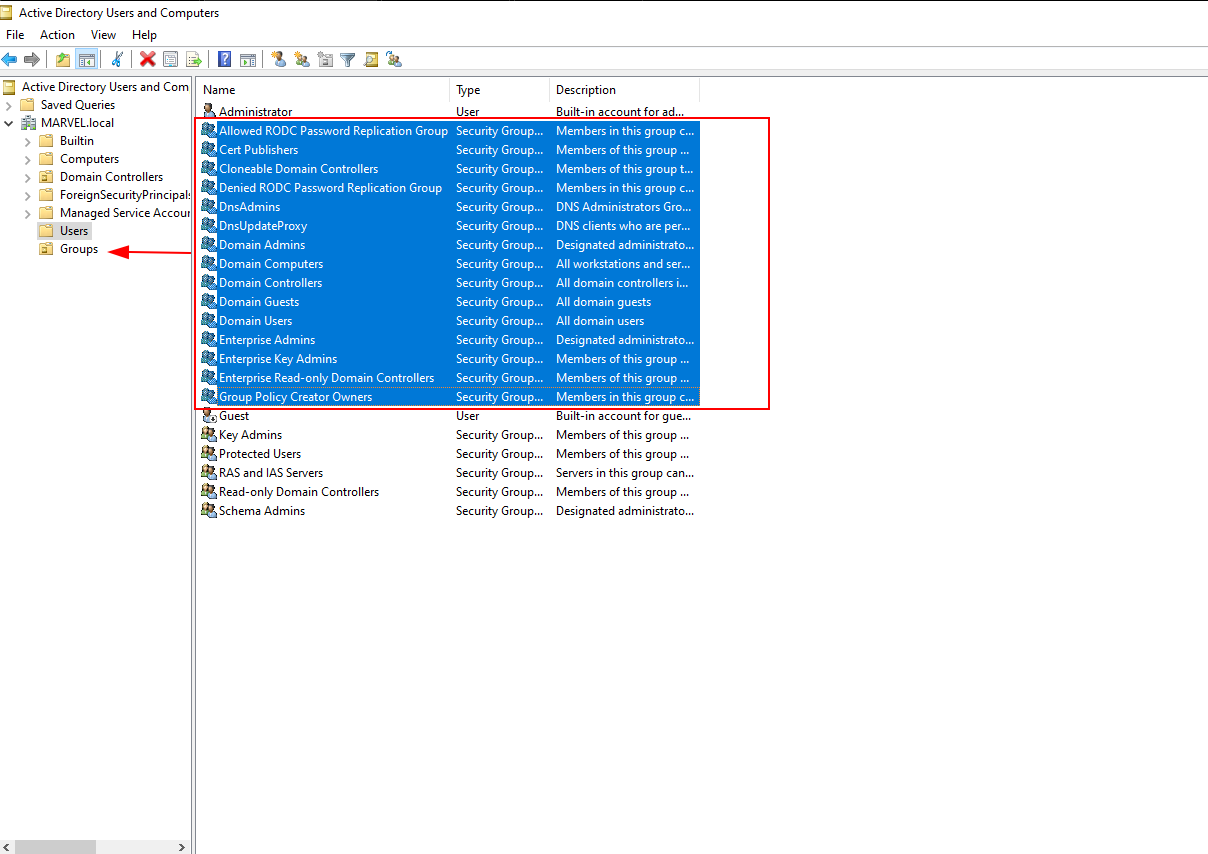 Active Directory Users and Computers
File Action View Help
Active Directory Users and Com
Saved Queries
MARVEL.local
Builtin
Computers
Domain Controllers
ForeignSecurityPrincipals
Managed Service Accour
Users
Groups
Name Type Description
Administrator User Built-in account for ad...
Allowed RODC Password Replication Group Security Group... Members in this group c...
Cert Publishers Security Group... Members of this group ...
Cloneable Domain Controllers Security Group... Members of this group t...
Denied RODC Password Replication Group Security Group... Members in this group c...
DnsAdmins Security Group... DNS Administrators Gro...
DnsUpdateProxy Security Group... DNS clients who are per...
Domain Admins Security Group... Designated administrato...
Domain Computers Security Group... All workstations and ser...
Domain Controllers Security Group... All domain controllers i...
Domain Guests Security Group... All domain guests
Domain Users Security Group... All domain users
Enterprise Admins Security Group... Designated administrato...
Enterprise Key Admins Security Group... Members of this group ...
Enterprise Read-only Domain Controllers Security Group... Members of this group ...
Group Policy Creator Owners Security Group... Members in this group c...
Guest User Built-in account for gue...
Key Admins Security Group... Members of this group ...
Protected Users Security Group... Members of this group ...
RAS and IAS Servers Security Group... Servers in this group can...
Read-only Domain Controllers Security Group... Members of this group ...
Schema Admins Security Group... Designated administrato...